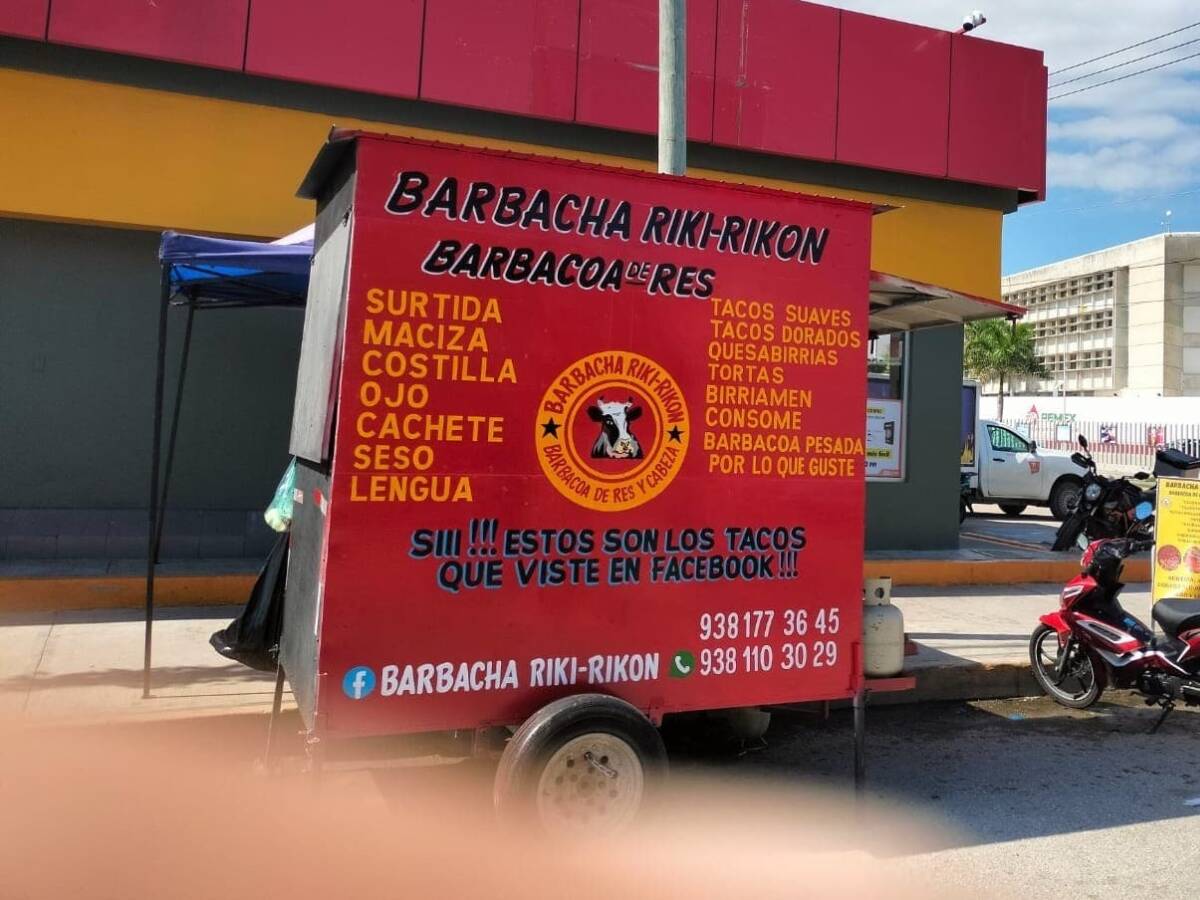 BARBACHA RIKI-RIKON
BARBACOA DE RES
SURTIDA
MACIZA
COSTILLA
OJO
CACHETE
SESO
LENGUA
BARBACHA RIKI-RIKON
BARBACOA DE RES Y CABEZA
TACOS SUAVES
TACOS DORADOS
QUESABIRRIAS
TORTAS
BIRRIAMEN
CONSOME
BARBACOA PESADA
POR LO QUE GUSTE
SIII !!! ESTOS SON LOS TACOS
QUE VISTE EN FACEBOOK !!!
938 177 36 45
f BARBACHA RIKI-RIKON 938 110 30 29
PEMEX
BARBACHA